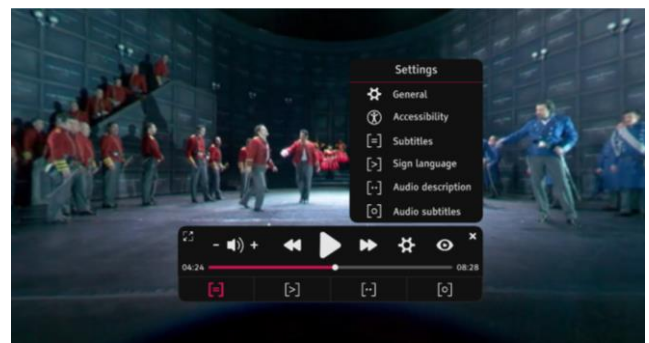 Settings
General
Accessibility
[=] Subtitles
[>] Sign language
[··] Audio description
[o] Audio subtitles
- +
×
04:24 08:28
[=] [>] [··] [o]